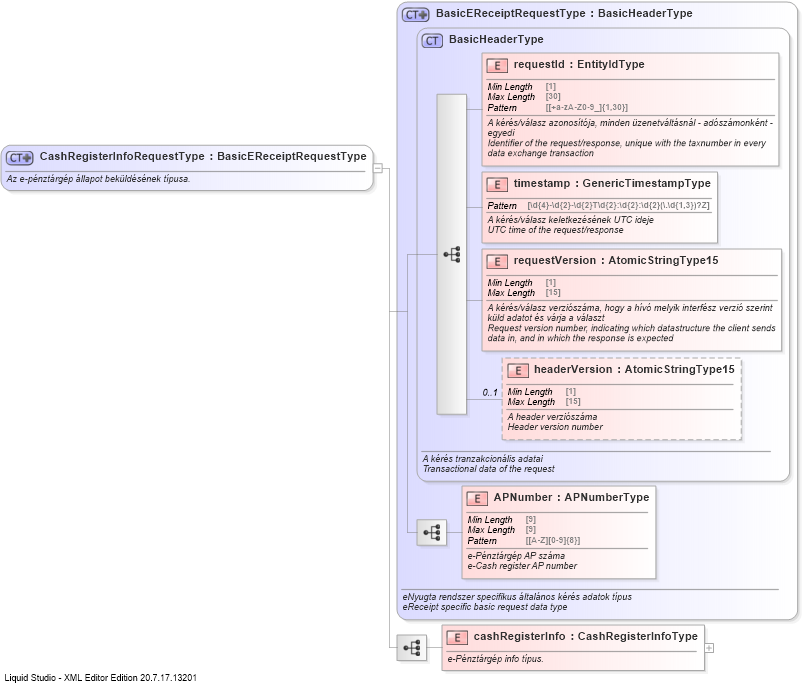 CT+ BasicEReceiptRequestType : BasicHeaderType
CT BasicHeaderType
E requestId : EntityIdType
Min Length [1]
Max Length [30]
Pattern [[+a-zA-Z0-9_]{1,30}]
A kérés/válasz azonosítója, minden üzenetváltásnál - adószámonként -
egyedi
Identifier of the request/response, unique with the taxnumber in every
data exchange transaction
CT+ CashRegisterInfoRequestType : BasicEReceiptRequestType
Az e-pénztárgép állapot beküldésének típusa.
E timestamp : GenericTimestampType
Pattern [\d{4}-\d{2}-\d{2}T\d{2}:\d{2}:\d{2}(\.\d{1,3})?Z]
A kérés/válasz keletkezésének UTC ideje
UTC time of the request/response
E requestVersion : AtomicStringType15
Min Length [1]
Max Length [15]
A kérés/válasz verziószáma, hogy a hívó melyik interfész verzió szerint
küld adatot és várja a választ
Request version number, indicating which datastructure the client sends
data in, and in which the response is expected
E headerVersion : AtomicStringType15
0..1
Min Length [1]
Max Length [15]
A header verziószáma
Header version number
A kérés tranzakcionális adatai
Transactional data of the request
E APNumber : APNumberType
Min Length [9]
Max Length [9]
Pattern [[A-Z][0-9]{8}]
e-Pénztárgép AP száma
e-Cash register AP number
eNyugta rendszer specifikus általános kérés adatok típus
eReceipt specific basic request data type
E cashRegisterInfo : CashRegisterInfoType
e-Pénztárgép info típus.
Liquid Studio - XML Editor Edition 20.7.17.13201